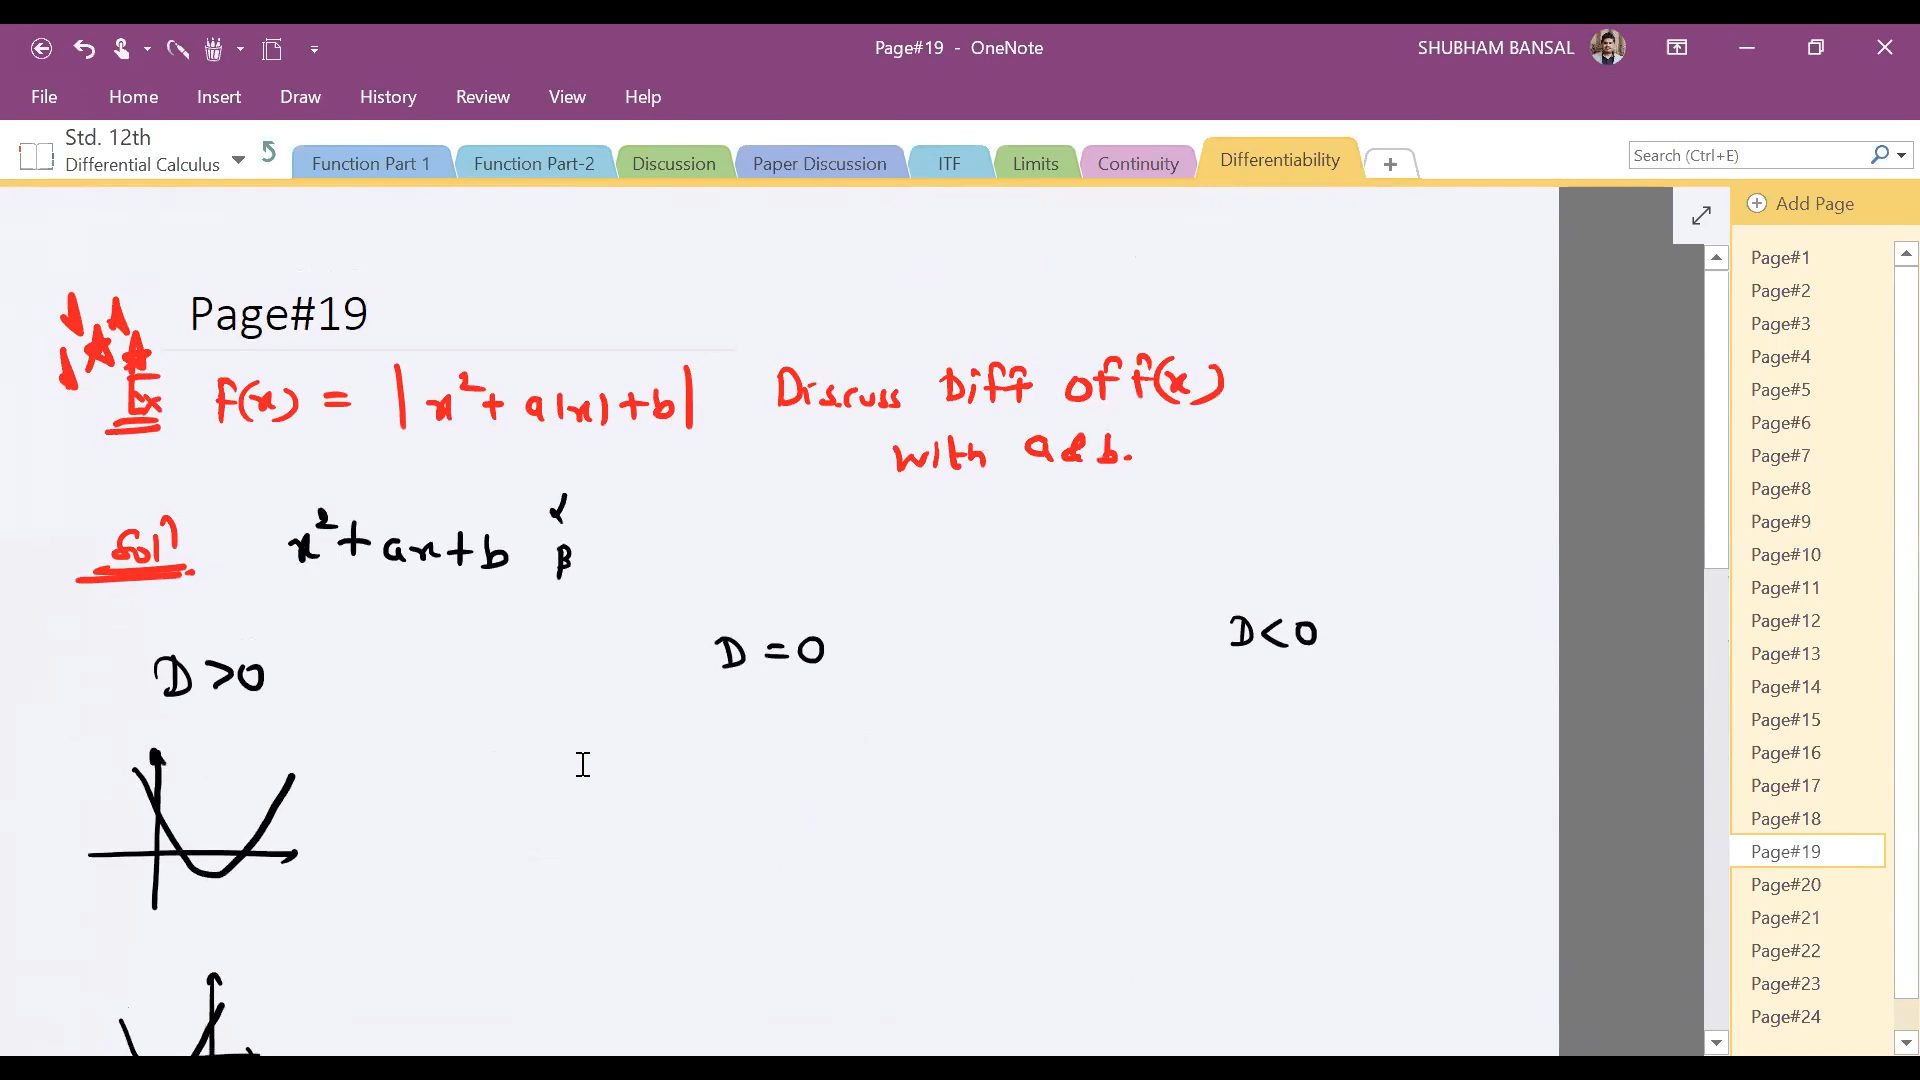 Page#19 - OneNote
SHUBHAM BANSAL
File Home Insert Draw History Review View Help
Std. 12th
Differential Calculus
Function Part 1 Function Part-2 Discussion Paper Discussion ITF Limits Continuity Differentiability
Search (Ctrl+E)
Add Page
Page#1
Page#2
Page#3
Page#4
Page#5
Page#6
Page#7
Page#8
Page#9
Page#10
Page#11
Page#12
Page#13
Page#14
Page#15
Page#16
Page#17
Page#18
Page#19
Page#20
Page#21
Page#22
Page#23
Page#24
Page#19
Ex f(x) = |x² + a|x| + b| Discuss Diff of f(x)
with a & b.
Solⁿ x² + ax + b α
β
D > 0 D = 0 D < 0